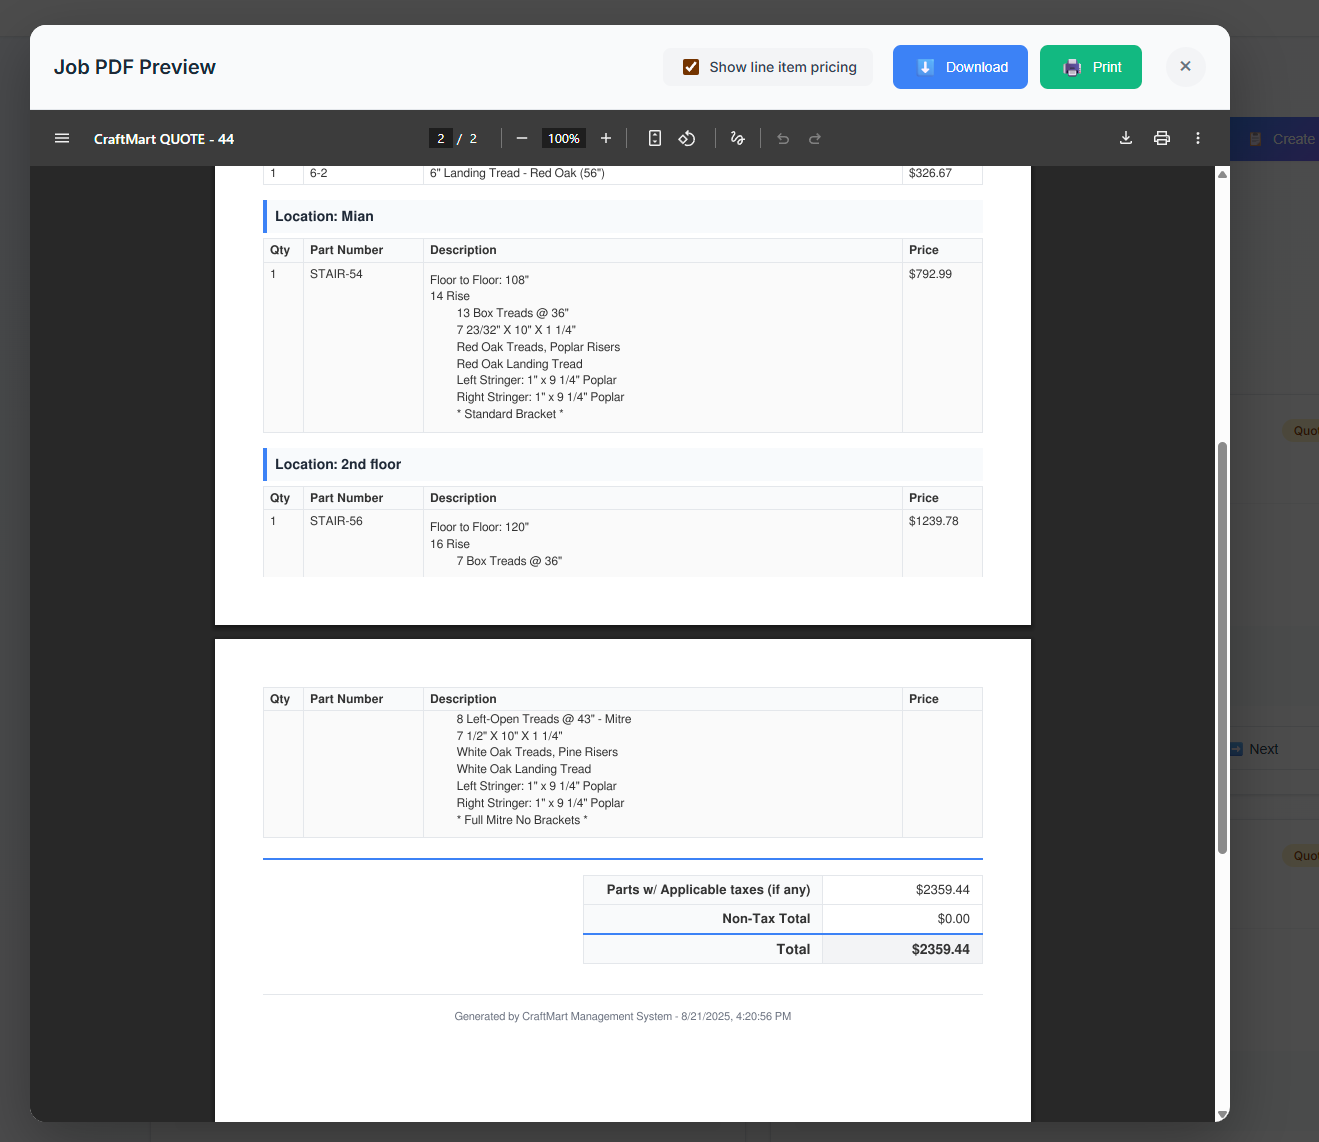 Job PDF Preview
Show line item pricing
Download
Print
CraftMart QUOTE - 44
2 / 2
100%
Create
1 6-2 6" Landing Tread - Red Oak (56") $326.67
Location: Mian
Qty Part Number Description Price
1 STAIR-54 Floor to Floor: 108" $792.99
14 Rise
13 Box Treads @ 36"
7 23/32" X 10" X 1 1/4"
Red Oak Treads, Poplar Risers
Red Oak Landing Tread
Left Stringer: 1" x 9 1/4" Poplar
Right Stringer: 1" x 9 1/4" Poplar
* Standard Bracket *
Quo
Location: 2nd floor
Qty Part Number Description Price
1 STAIR-56 Floor to Floor: 120" $1239.78
16 Rise
7 Box Treads @ 36"
Qty Part Number Description Price
8 Left-Open Treads @ 43" - Mitre
7 1/2" X 10" X 1 1/4"
White Oak Treads, Pine Risers
White Oak Landing Tread
Left Stringer: 1" x 9 1/4" Poplar
Right Stringer: 1" x 9 1/4" Poplar
* Full Mitre No Brackets *
Next
Quo
Parts w/ Applicable taxes (if any) $2359.44
Non-Tax Total $0.00
Total $2359.44
Generated by CraftMart Management System - 8/21/2025, 4:20:56 PM